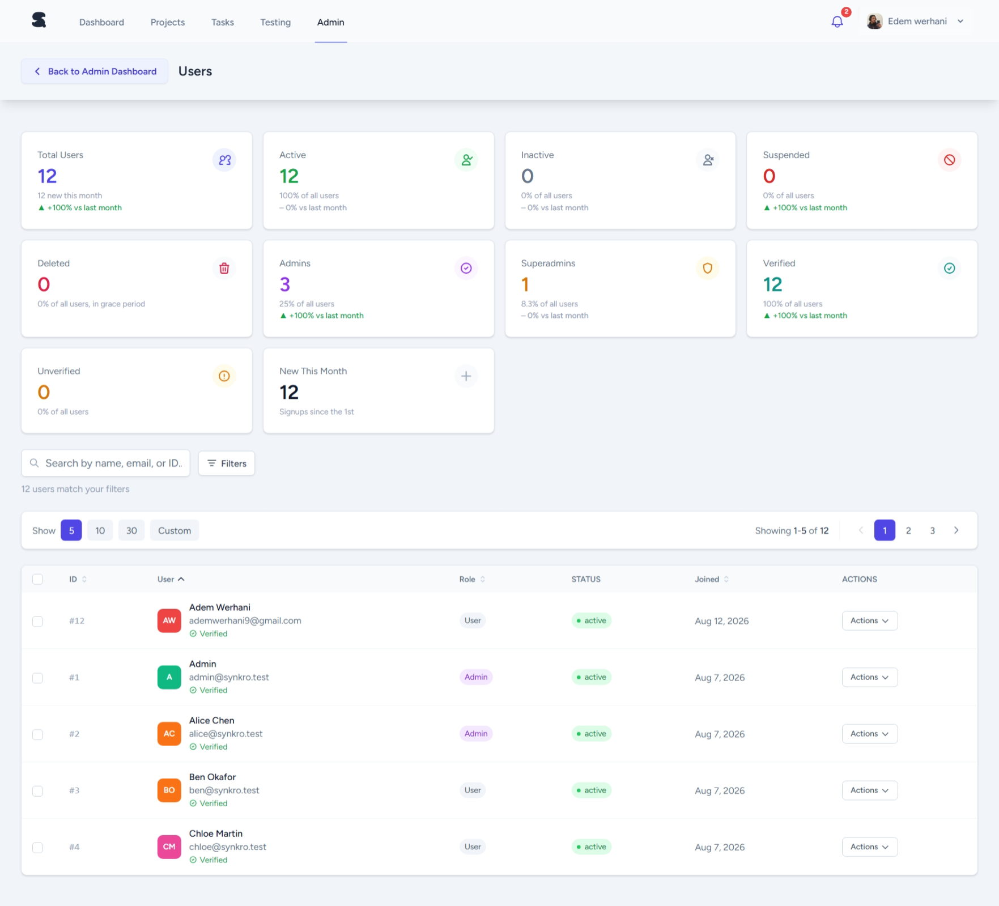 Dashboard
Projects
Tasks
Testing
Admin
2
Edem werhani
Back to Admin Dashboard
Users
Total Users
12
12 new this month
▲ +100% vs last month
Active
12
100% of all users
– 0% vs last month
Inactive
0
0% of all users
– 0% vs last month
Suspended
0
0% of all users
▲ +100% vs last month
Deleted
0
0% of all users, in grace period
Admins
3
25% of all users
▲ +100% vs last month
Superadmins
1
8.3% of all users
– 0% vs last month
Verified
12
100% of all users
▲ +100% vs last month
Unverified
0
0% of all users
New This Month
12
Signups since the 1st
Search by name, email, or ID..
Filters
12 users match your filters
Show 5 10 30 Custom
Showing 1-5 of 12
1 2 3
ID User Role STATUS Joined ACTIONS
#12
AW
Adem Werhani
ademwerhani9@gmail.com
Verified
User
active
Aug 12, 2026
Actions
#1
A
Admin
admin@synkro.test
Verified
Admin
active
Aug 7, 2026
Actions
#2
AC
Alice Chen
alice@synkro.test
Verified
Admin
active
Aug 7, 2026
Actions
#3
BO
Ben Okafor
ben@synkro.test
Verified
User
active
Aug 7, 2026
Actions
#4
CM
Chloe Martin
chloe@synkro.test
Verified
User
active
Aug 7, 2026
Actions